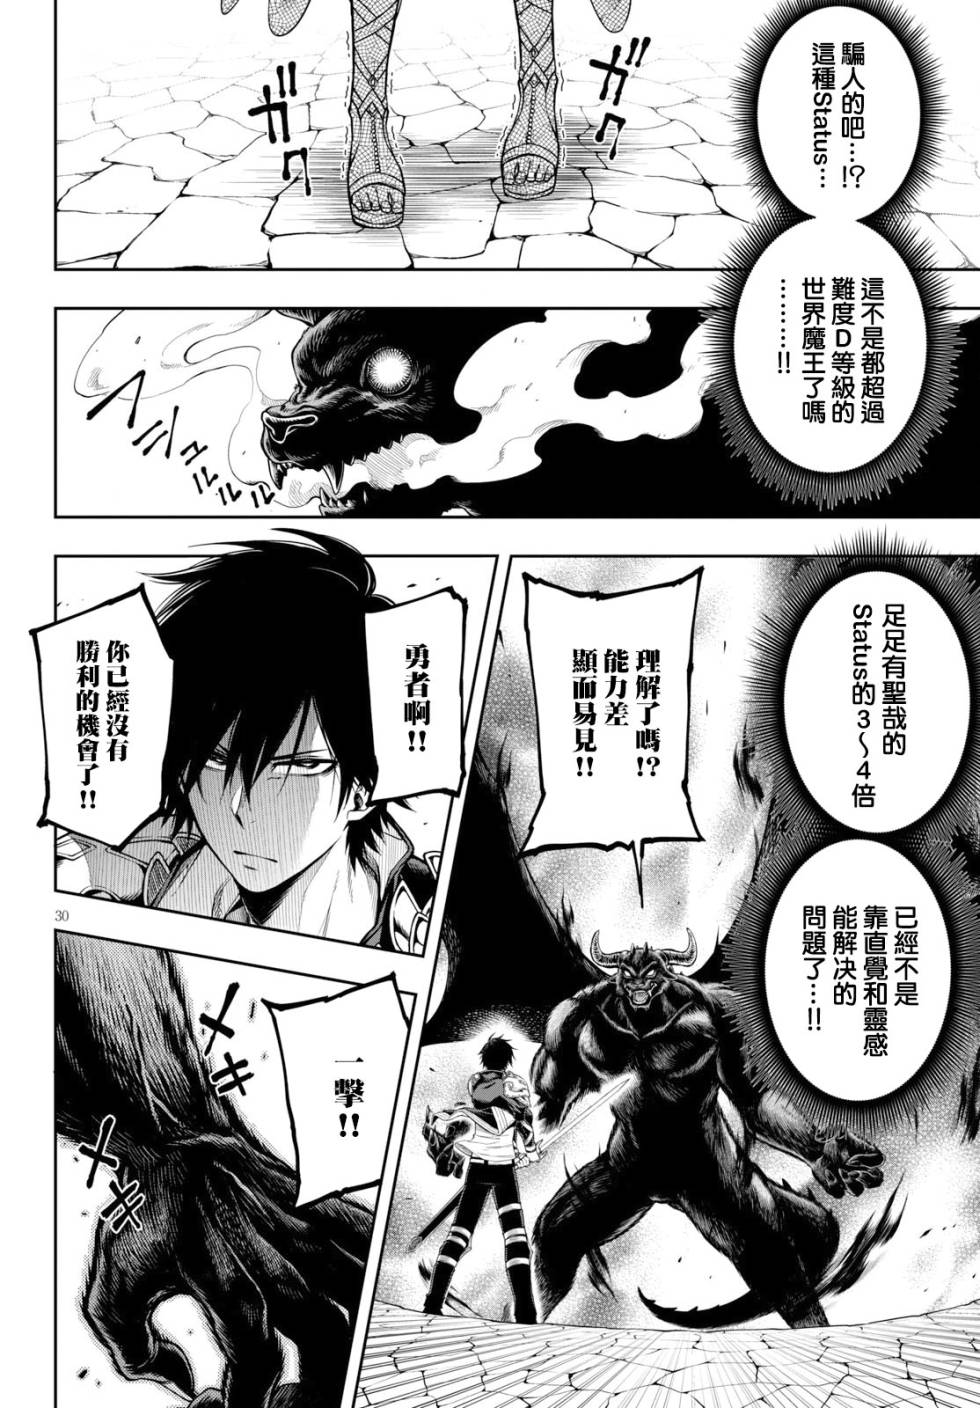 騙人的吧…!?
這種Status…
這不是都超過
難度D等級的
世界魔王了嗎
………!!
ガク
ガク
ヘニュルルル
足足有聖哉的
Status的3～4倍
已經不是
靠直覺和靈感
能解決的
問題了…!!
理解了嗎!?
能力差
顯而易見!!
勇者啊!!
你已經沒有
勝利的機會了!!
30
一擊!!
メキ
メキ